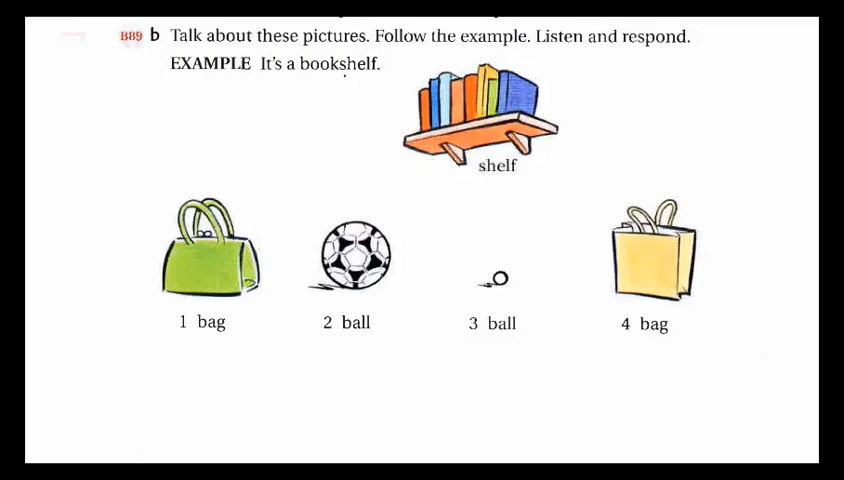 B89 b Talk about these pictures. Follow the example. Listen and respond.
EXAMPLE It's a bookshelf.
shelf
1 bag
2 ball
3 ball
4 bag